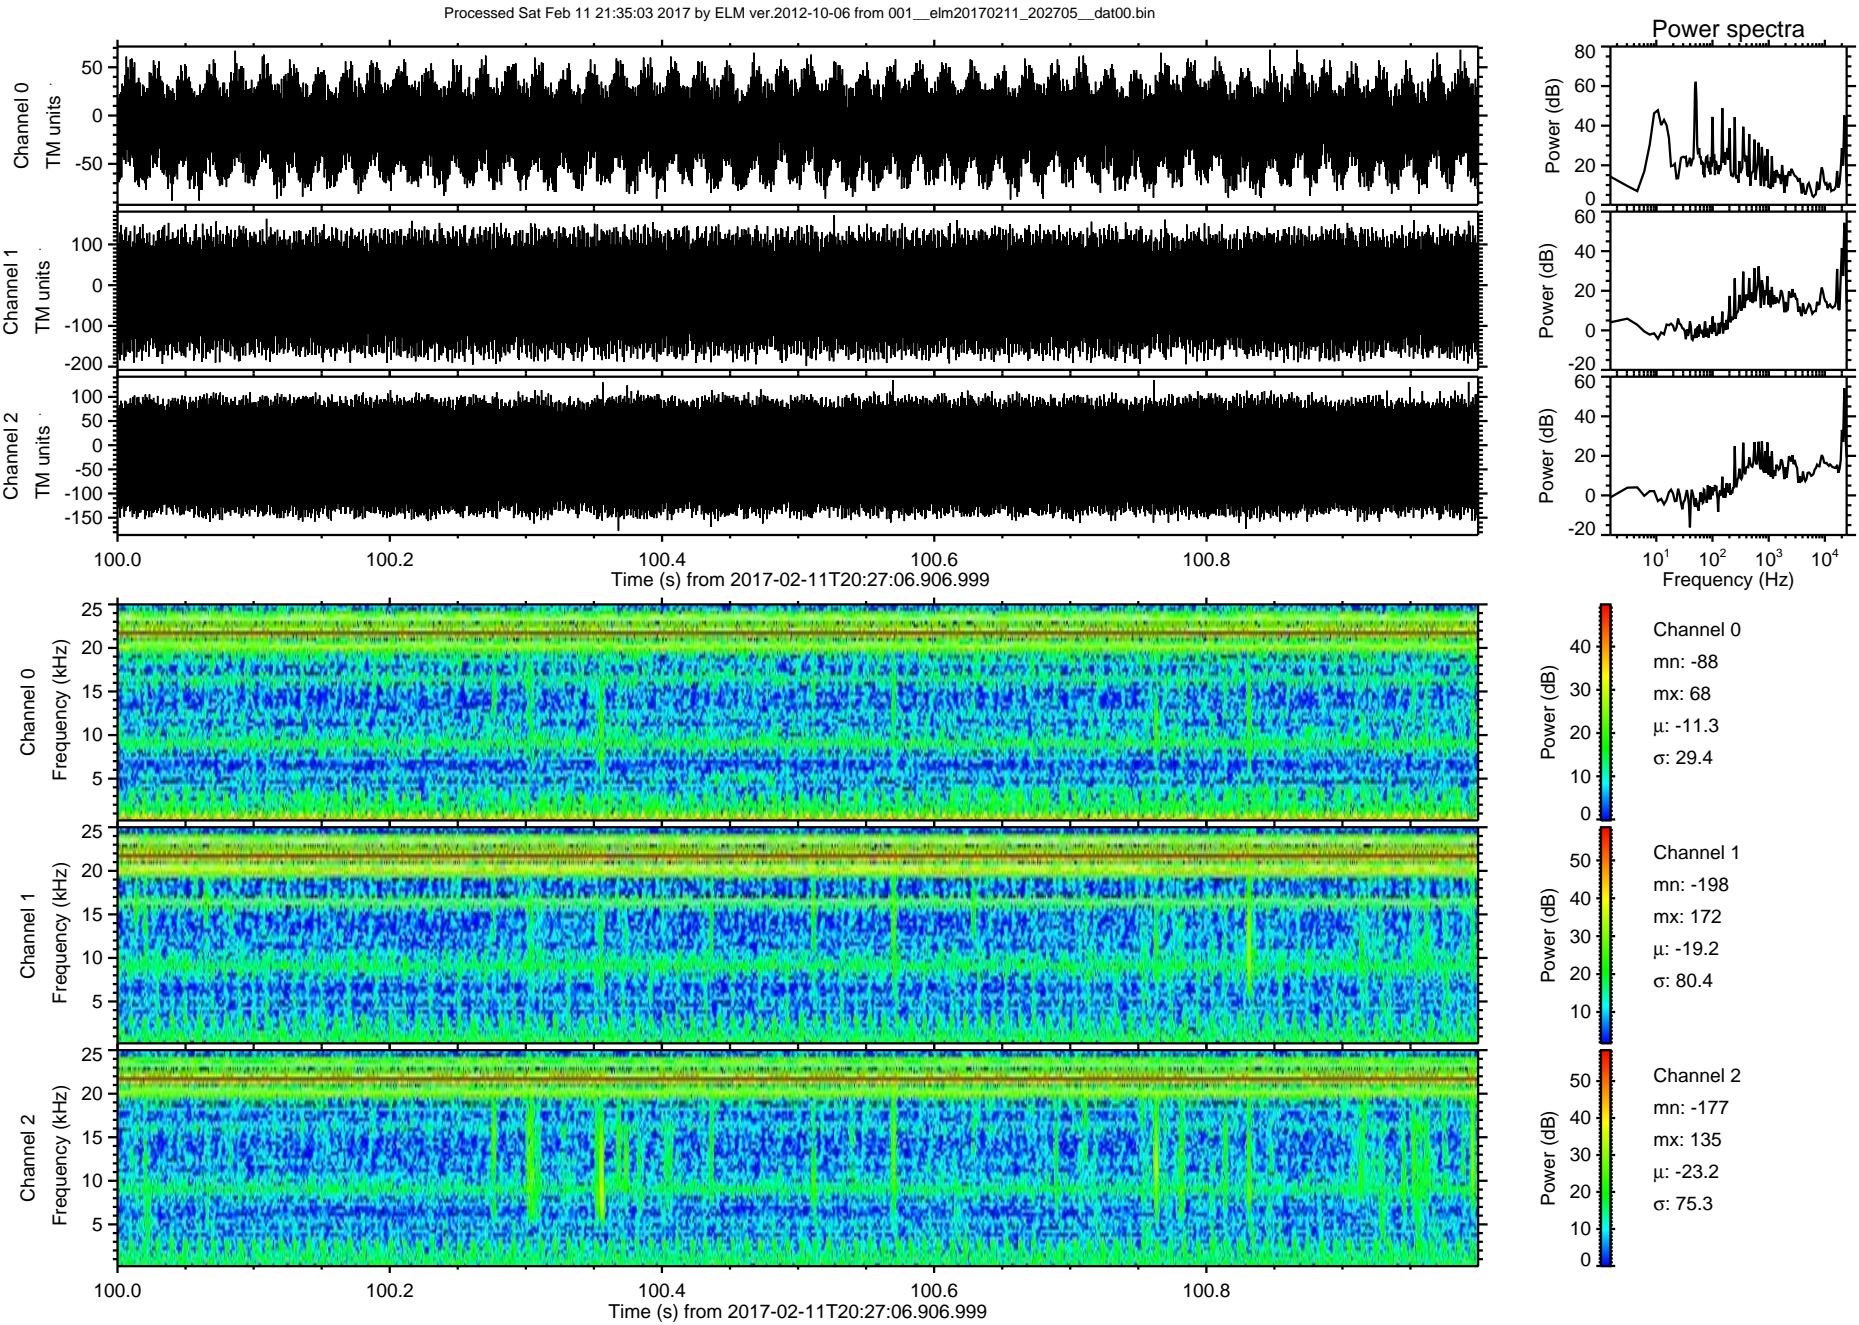 Processed Sat Feb 11 21:35:03 2017 by ELM ver.2012-10-06 from 001__elm20170211_202705__dat00.bin
Power spectra
Channel 0
TM units
50
0
-50
Power (dB)
80
60
40
20
0
Channel 1
TM units
100
0
-100
-200
Power (dB)
60
40
20
0
-20
Channel 2
TM units
100
50
0
-50
-100
-150
Power (dB)
60
40
20
0
-20
100.0 100.2 100.4 100.6 100.8
Time (s) from 2017-02-11T20:27:06.906.999
10^1 10^2 10^3 10^4
Frequency (Hz)
Channel 0
Frequency (kHz)
25
20
15
10
5
Power (dB)
40
30
20
10
0
Channel 0
mn: -88
mx: 68
μ: -11.3
σ: 29.4
Channel 1
Frequency (kHz)
25
20
15
10
5
Power (dB)
50
40
30
20
10
Channel 1
mn: -198
mx: 172
μ: -19.2
σ: 80.4
Channel 2
Frequency (kHz)
25
20
15
10
5
Power (dB)
50
40
30
20
10
0
Channel 2
mn: -177
mx: 135
μ: -23.2
σ: 75.3
100.0 100.2 100.4 100.6 100.8
Time (s) from 2017-02-11T20:27:06.906.999